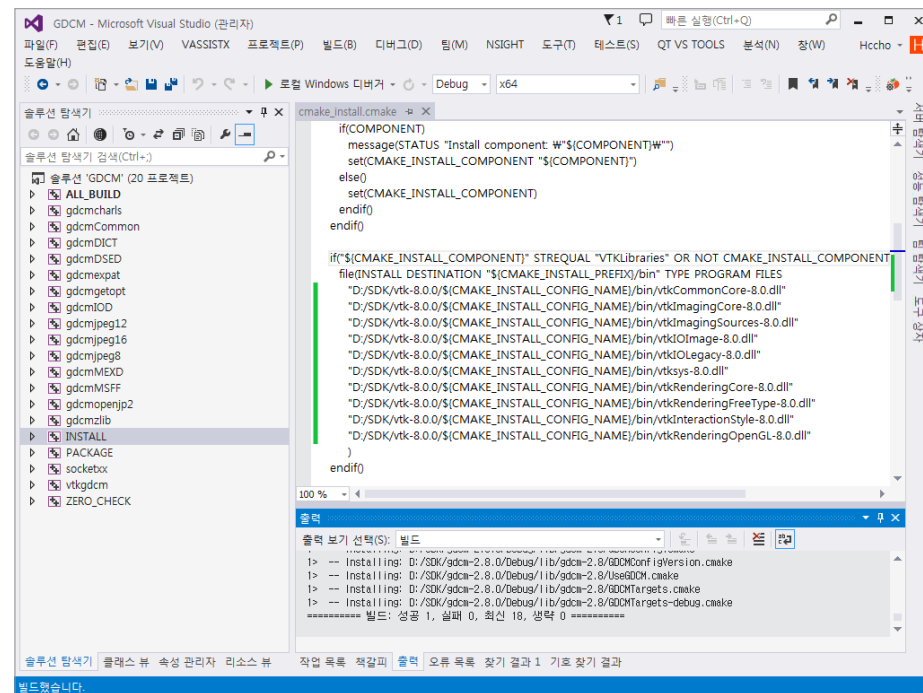 GDCM - Microsoft Visual Studio (관리자)
1
빠른 실행(Ctrl+Q)
파일(F) 편집(E) 보기(V) VASSISTX 프로젝트(P) 빌드(B) 디버그(D) 팀(M) NSIGHT 도구(T) 테스트(S) QT VS TOOLS 분석(N) 창(W) Hccho H
도움말(H)
로컬 Windows 디버거 Debug x64
솔루션 탐색기
솔루션 탐색기 검색(Ctrl+;)
솔루션 'GDCM' (20 프로젝트)
ALL_BUILD
gdcmcharls
gdcmCommon
gdcmDICT
gdcmDSED
gdcmexpat
gdcmgetopt
gdcmIOD
gdcmjpeg12
gdcmjpeg16
gdcmjpeg8
gdcmMEXD
gdcmMSFF
gdcmopenjp2
gdcmzlib
INSTALL
PACKAGE
socketxx
vtkgdcm
ZERO_CHECK
솔루션 탐색기 클래스 뷰 속성 관리자 리소스 뷰
cmake_install.cmake
if(COMPONENT)
message(STATUS "Install component: ₩"${COMPONENT}₩"")
set(CMAKE_INSTALL_COMPONENT "${COMPONENT}")
else()
set(CMAKE_INSTALL_COMPONENT)
endif()
endif()
if("${CMAKE_INSTALL_COMPONENT}" STREQUAL "VTKLibraries" OR NOT CMAKE_INSTALL_COMPONENT
file(INSTALL DESTINATION "${CMAKE_INSTALL_PREFIX}/bin" TYPE PROGRAM FILES
"D:/SDK/vtk-8.0.0/${CMAKE_INSTALL_CONFIG_NAME}/bin/vtkCommonCore-8.0.dll"
"D:/SDK/vtk-8.0.0/${CMAKE_INSTALL_CONFIG_NAME}/bin/vtkImagingCore-8.0.dll"
"D:/SDK/vtk-8.0.0/${CMAKE_INSTALL_CONFIG_NAME}/bin/vtkImagingSources-8.0.dll"
"D:/SDK/vtk-8.0.0/${CMAKE_INSTALL_CONFIG_NAME}/bin/vtkIOImage-8.0.dll"
"D:/SDK/vtk-8.0.0/${CMAKE_INSTALL_CONFIG_NAME}/bin/vtkIOLegacy-8.0.dll"
"D:/SDK/vtk-8.0.0/${CMAKE_INSTALL_CONFIG_NAME}/bin/vtksys-8.0.dll"
"D:/SDK/vtk-8.0.0/${CMAKE_INSTALL_CONFIG_NAME}/bin/vtkRenderingCore-8.0.dll"
"D:/SDK/vtk-8.0.0/${CMAKE_INSTALL_CONFIG_NAME}/bin/vtkRenderingFreeType-8.0.dll"
"D:/SDK/vtk-8.0.0/${CMAKE_INSTALL_CONFIG_NAME}/bin/vtkInteractionStyle-8.0.dll"
"D:/SDK/vtk-8.0.0/${CMAKE_INSTALL_CONFIG_NAME}/bin/vtkRenderingOpenGL-8.0.dll"
)
endif()
100 %
출력
출력 보기 선택(S): 빌드
1> -- Installing: D:/SDK/gdcm-2.8.0/Debug/lib/gdcm-2.8/GDCMConfigVersion.cmake
1> -- Installing: D:/SDK/gdcm-2.8.0/Debug/lib/gdcm-2.8/UseGDCM.cmake
1> -- Installing: D:/SDK/gdcm-2.8.0/Debug/lib/gdcm-2.8/GDCMTargets.cmake
1> -- Installing: D:/SDK/gdcm-2.8.0/Debug/lib/gdcm-2.8/GDCMTargets-debug.cmake
========== 빌드: 성공 1, 실패 0, 최신 18, 생략 0 ==========
작업 목록 책갈피 출력 오류 목록 찾기 결과 1 기호 찾기 결과
서버 탐색기
성능 탐색기
팀 탐색기
도구 상자
빌드했습니다.